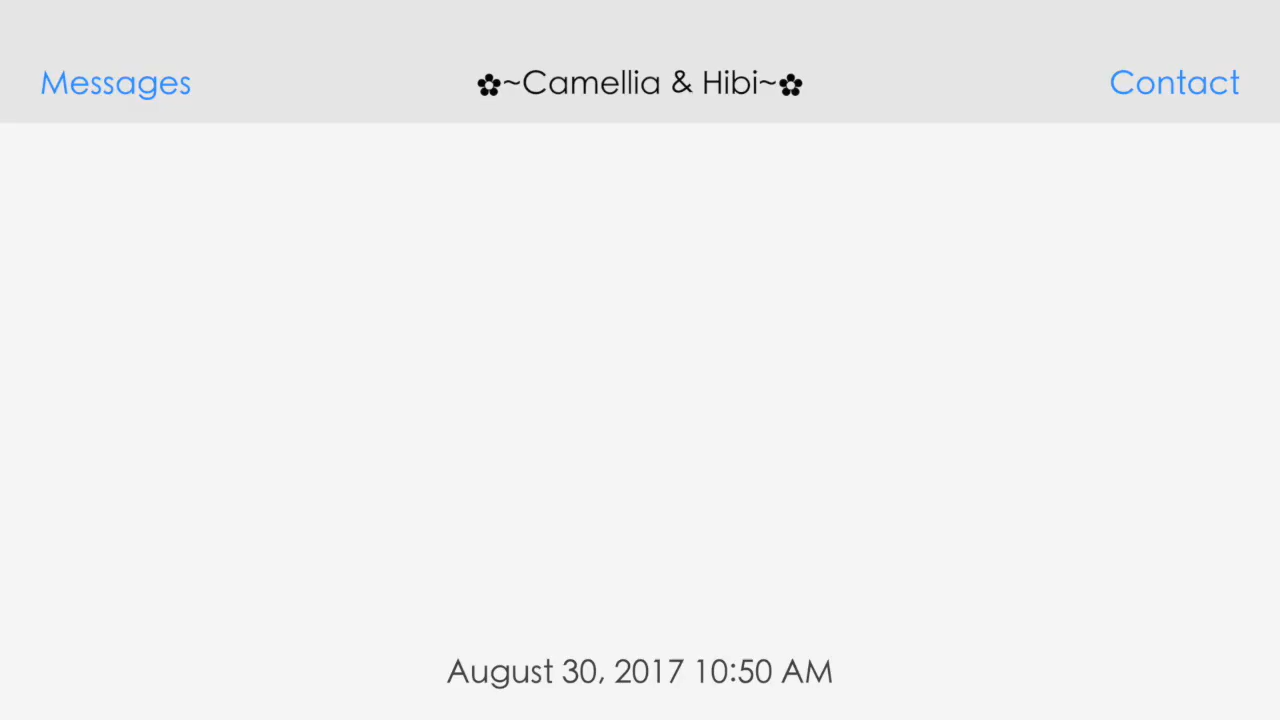 Messages ✿~Camellia & Hibi~✿ Contact
August 30, 2017 10:50 AM